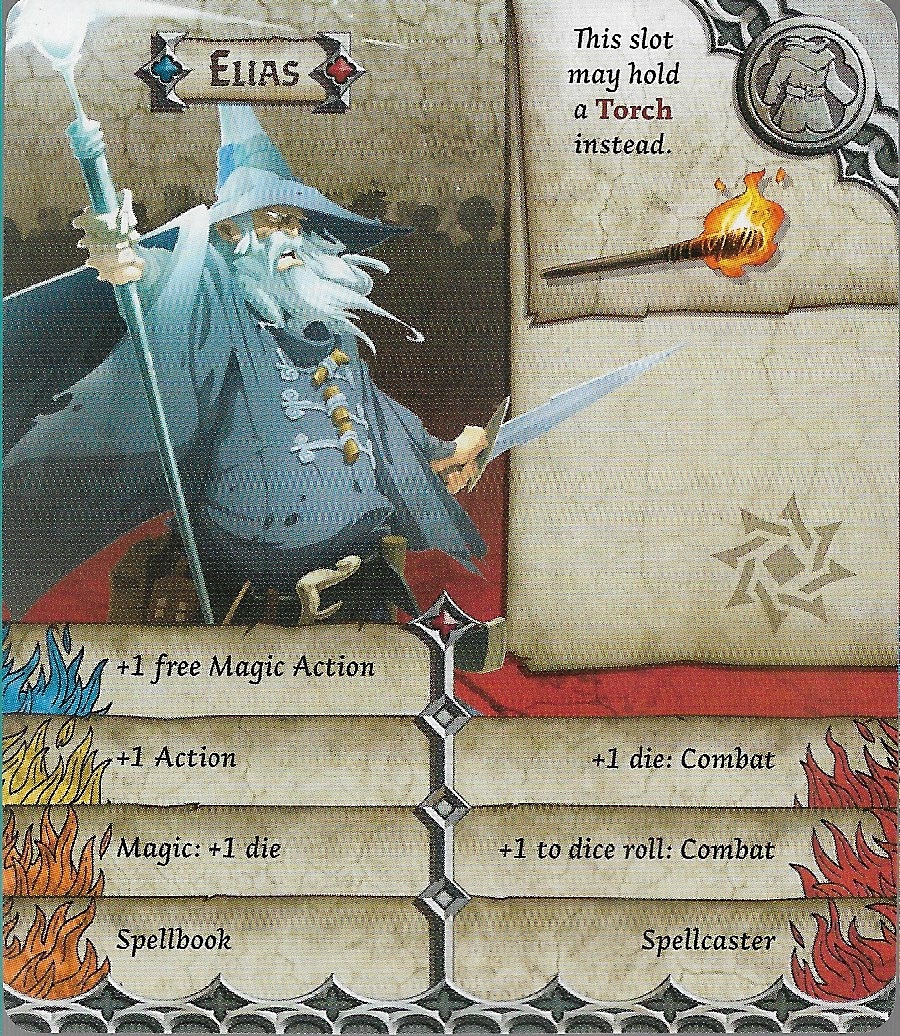 Elias
This slot
may hold
a Torch
instead.
+1 free Magic Action
+1 Action
Magic: +1 die
Spellbook
+1 die: Combat
+1 to dice roll: Combat
Spellcaster